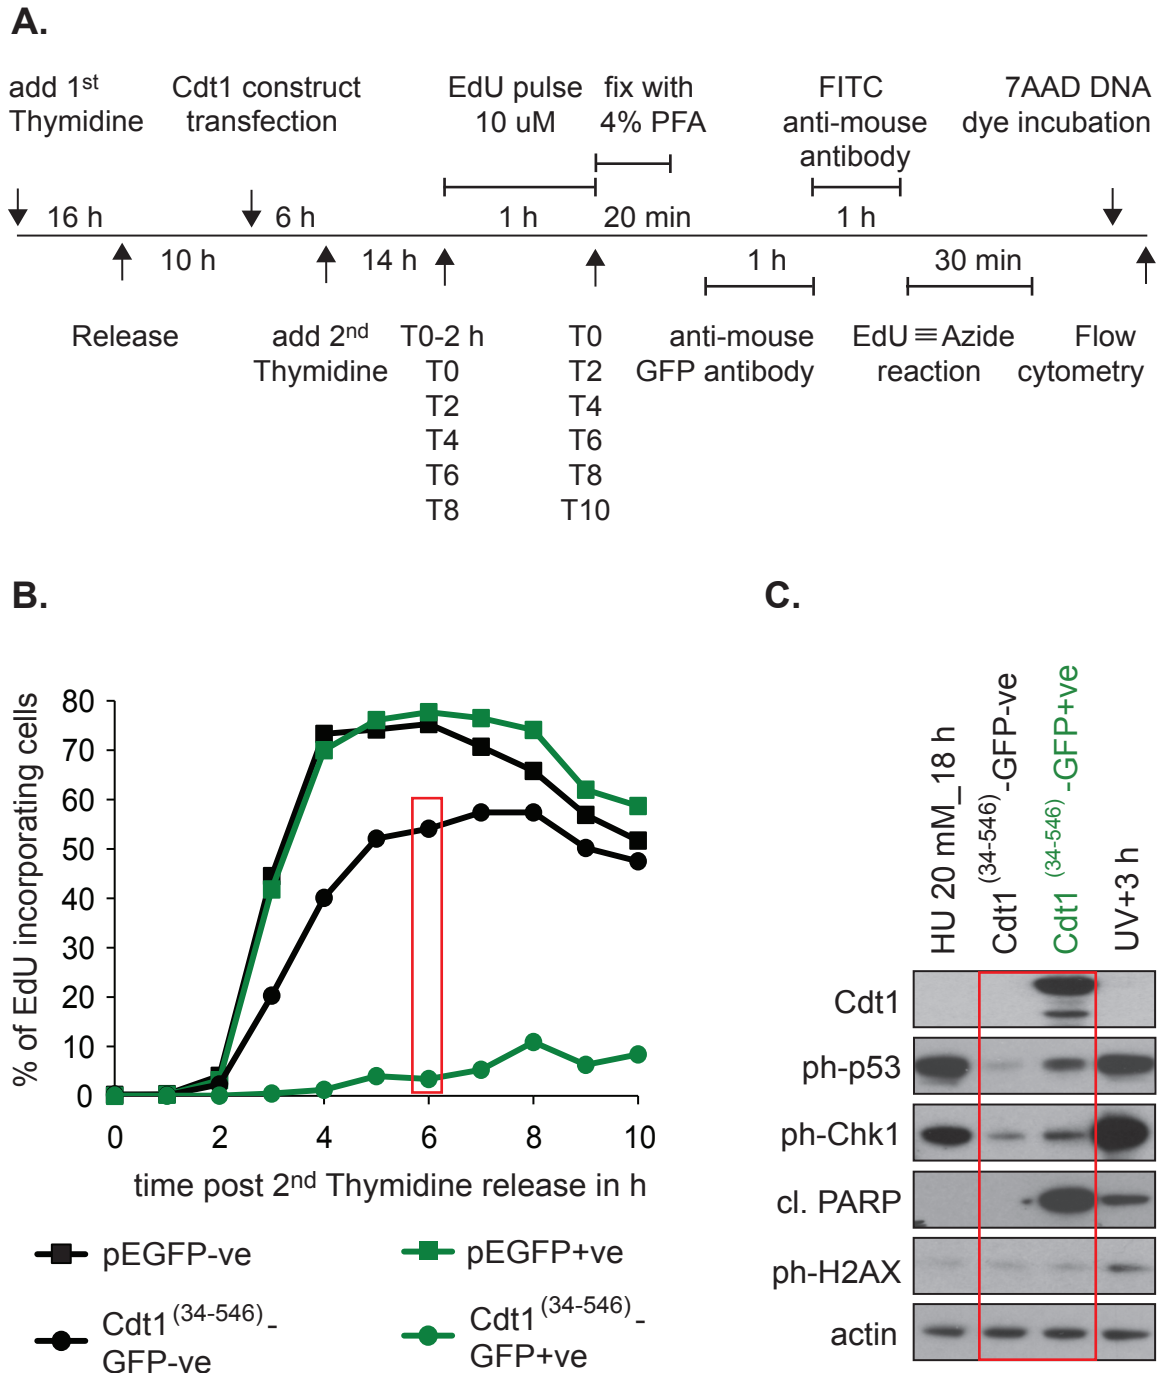 A.
add 1st
Thymidine
Cdt1 construct
transfection
EdU pulse
10 uM
fix with
4% PFA
FITC
anti-mouse
antibody
7AAD DNA
dye incubation
16 h
6 h
1 h
20 min
1 h
10 h
14 h
1 h
30 min
Release
add 2nd
Thymidine
T0-2 h
T0
T2
T4
T6
T8
T0
T2
T4
T6
T8
T10
anti-mouse
GFP antibody
EdU ≡ Azide
reaction
Flow
cytometry
B.
% of EdU incorporating cells
80
70
60
50
40
30
20
10
0
0 2 4 6 8 10
time post 2nd Thymidine release in h
pEGFP-ve
pEGFP+ve
Cdt1 (34-546)-
GFP-ve
Cdt1 (34-546)-
GFP+ve
C.
HU 20 mM_18 h
Cdt1 (34-546)-GFP-ve
Cdt1 (34-546)-GFP+ve
UV+3 h
Cdt1
ph-p53
ph-Chk1
cl. PARP
ph-H2AX
actin